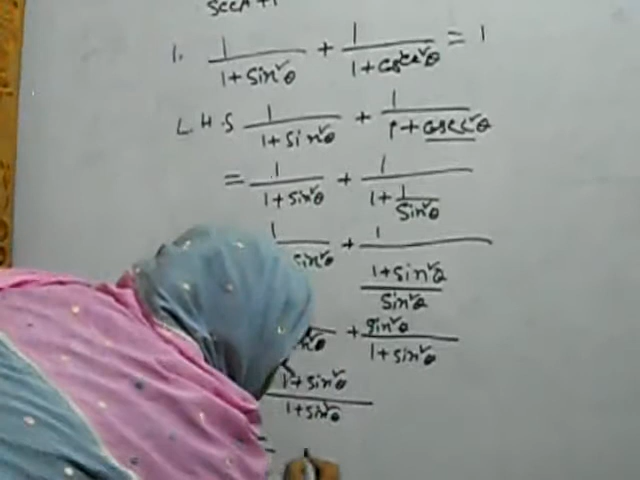 SecA + 1
1. 1/(1 + Sin²θ) + 1/(1 + Cosec²θ) = 1
L.H.S 1/(1 + Sin²θ) + 1/(1 + Cosec²θ)
= 1/(1 + Sin²θ) + 1/(1 + 1/Sin²θ)
1/Sin²θ + 1/((1 + Sin²θ)/Sin²θ)
+ Sin²θ/(1 + Sin²θ)
(1 + Sin²θ)/(1 + Sin²θ)
=